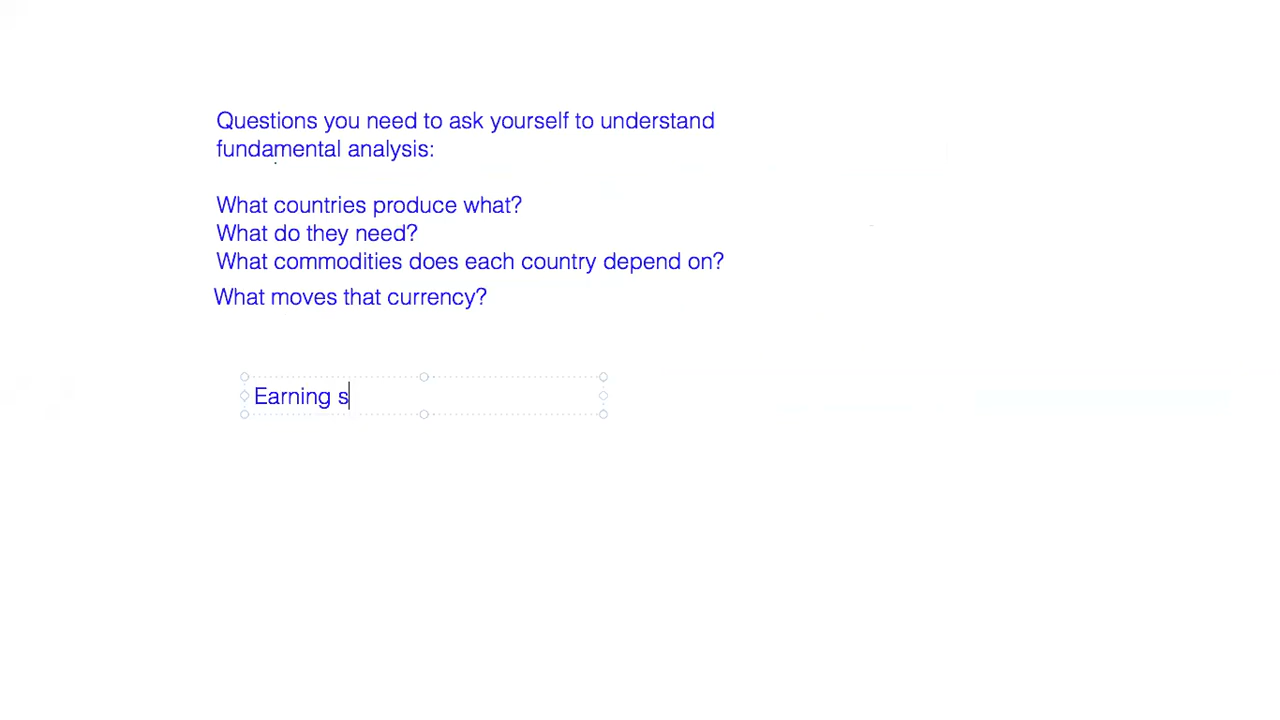 Questions you need to ask yourself to understand
fundamental analysis:
What countries produce what?
What do they need?
What commodities does each country depend on?
What moves that currency?
Earning s